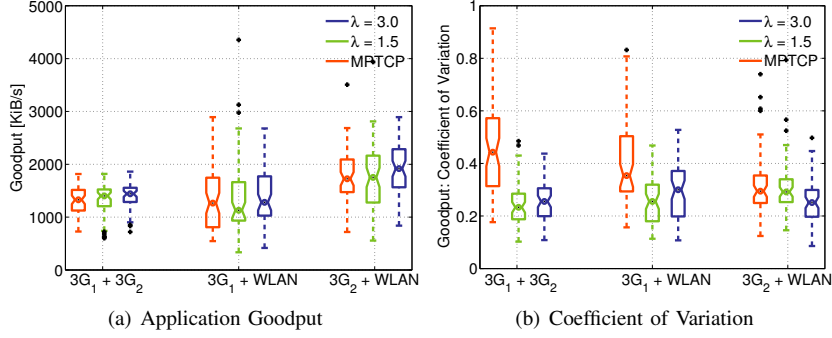 5000
4000
3000
2000
1000
0
Goodput [KiB/s]
λ = 3.0
λ = 1.5
MPTCP
3G1 + 3G2
3G1 + WLAN
3G2 + WLAN
(a) Application Goodput
1
0.8
0.6
0.4
0.2
0
Goodput: Coefficient of Variation
λ = 3.0
λ = 1.5
MPTCP
3G1 + 3G2
3G1 + WLAN
3G2 + WLAN
(b) Coefficient of Variation